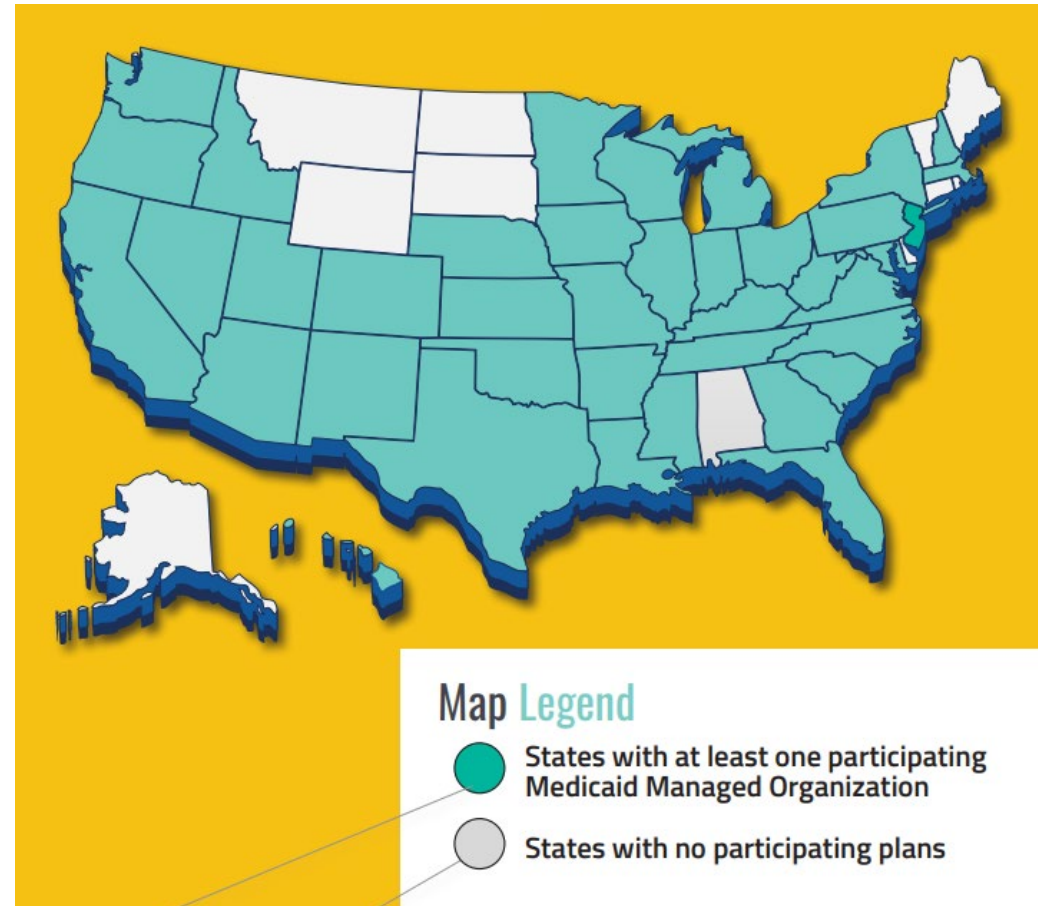 Map Legend
States with at least one participating
Medicaid Managed Organization
States with no participating plans